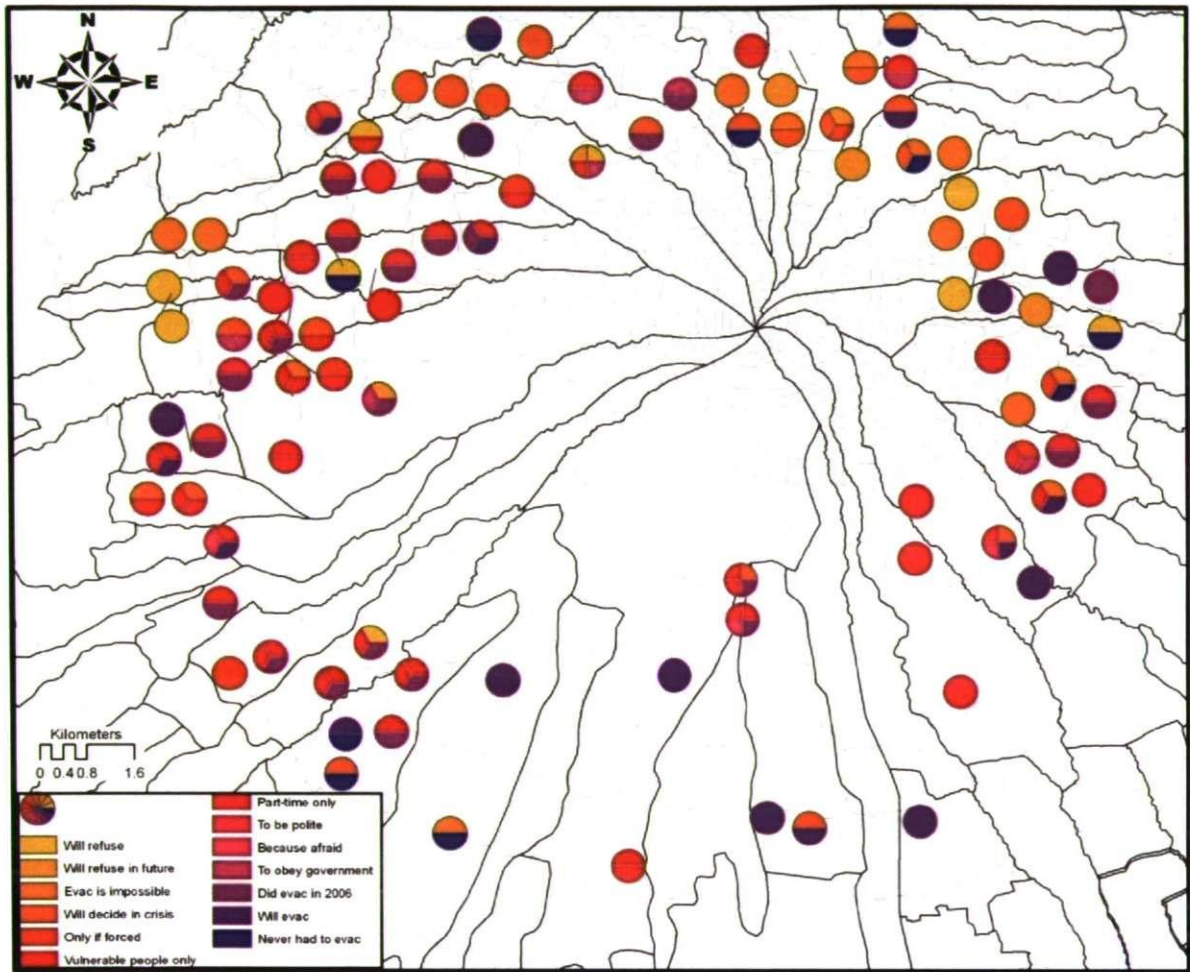 N
W E
S
Kilometers
0 0.4 0.8 1.6
Will refuse
Will refuse in future
Evac is impossible
Will decide in crisis
Only if forced
Vulnerable people only
Part-time only
To be polite
Because afraid
To obey government
Did evac in 2006
Will evac
Never had to evac